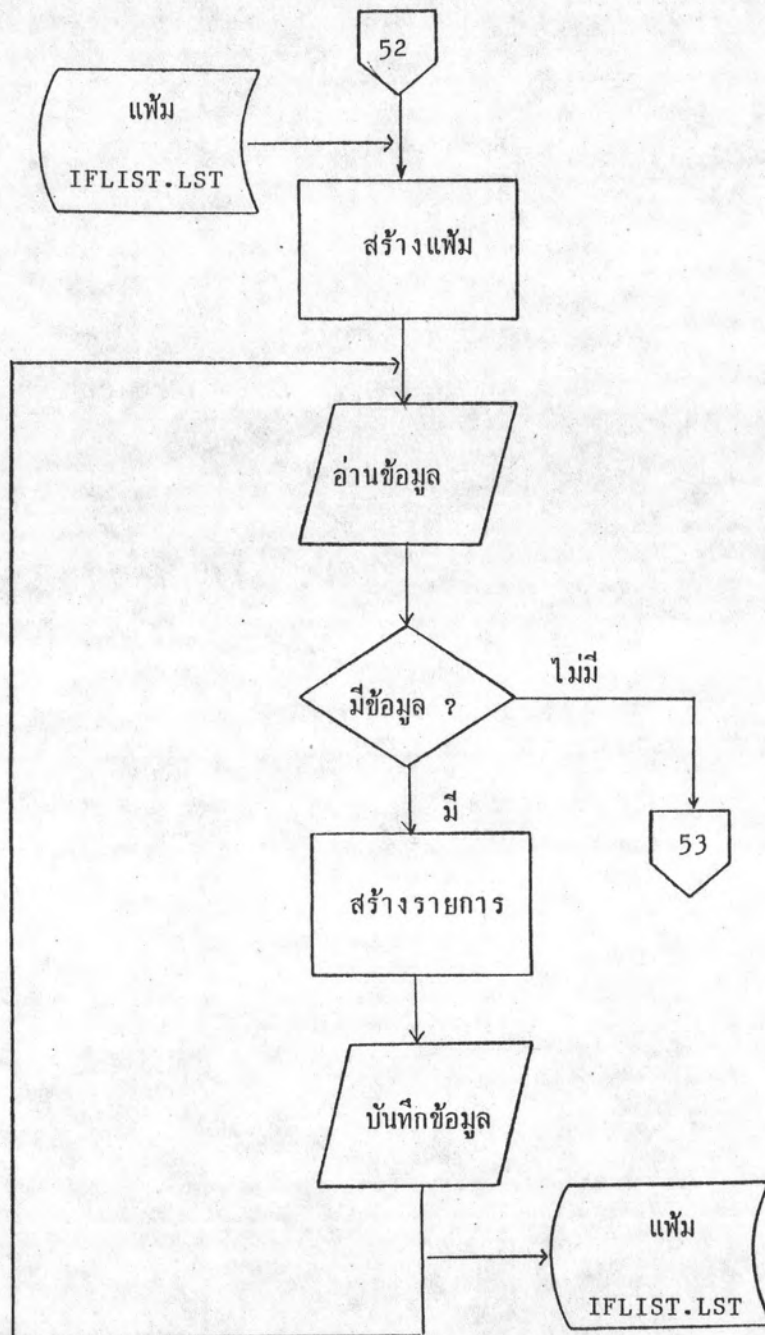 52
แฟ้ม
IFLIST.LST
สร้างแฟ้ม
อ่านข้อมูล
มีข้อมูล ?
ไม่มี
มี
53
สร้างรายการ
บันทึกข้อมูล
แฟ้ม
IFLIST.LST